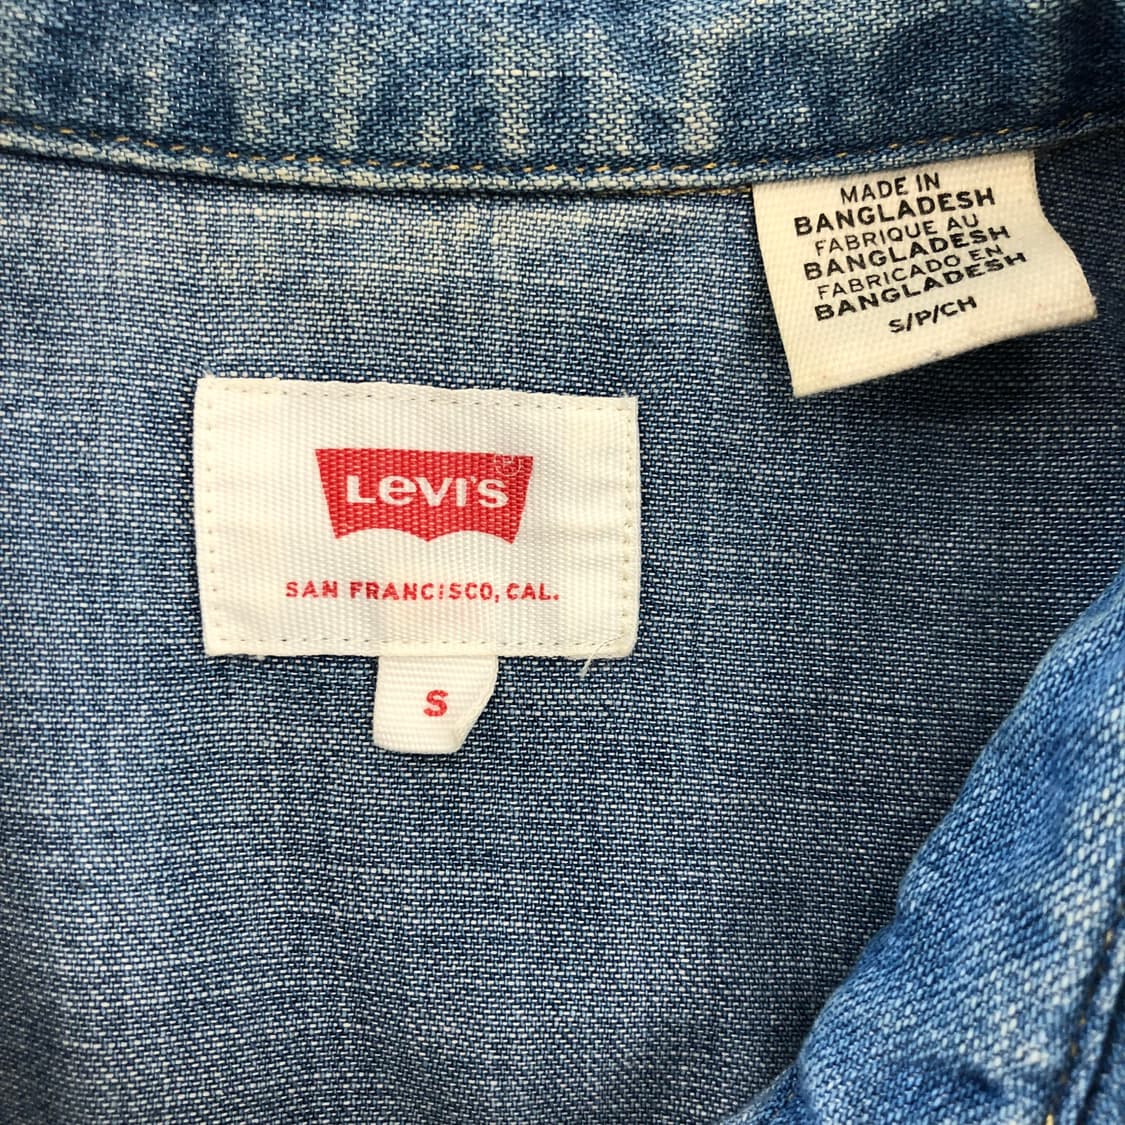 MADE IN
BANGLADESH
FABRIQUE AU
BANGLADESH
FABRICADO EN
BANGLADESH
S/P/CH
LEVI'S
SAN FRANCISCO, CAL.
S